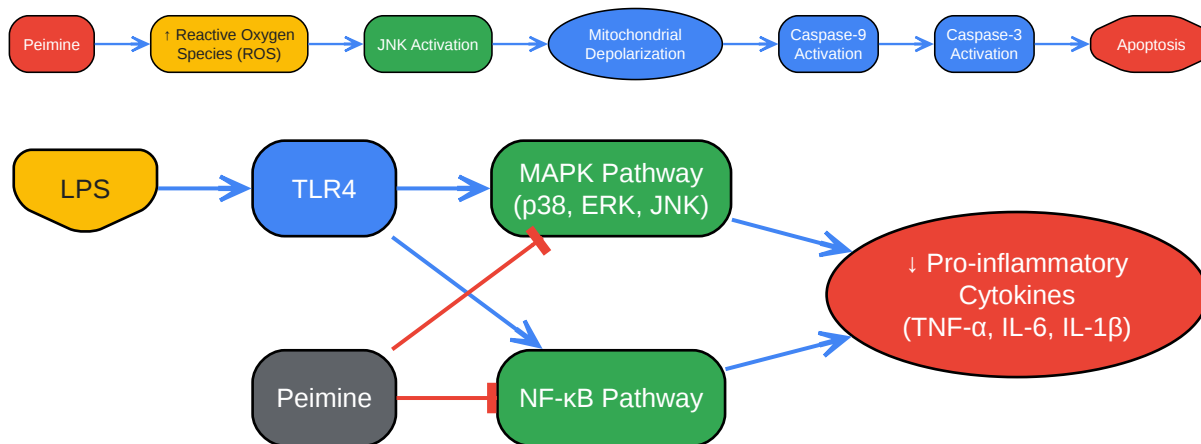 Peimine
↑ Reactive Oxygen
Species (ROS)
JNK Activation
Mitochondrial
Depolarization
Caspase-9
Activation
Caspase-3
Activation
Apoptosis
LPS
TLR4
MAPK Pathway
(p38, ERK, JNK)
↓ Pro-inflammatory
Cytokines
(TNF-α, IL-6, IL-1β)
Peimine
NF-κB Pathway